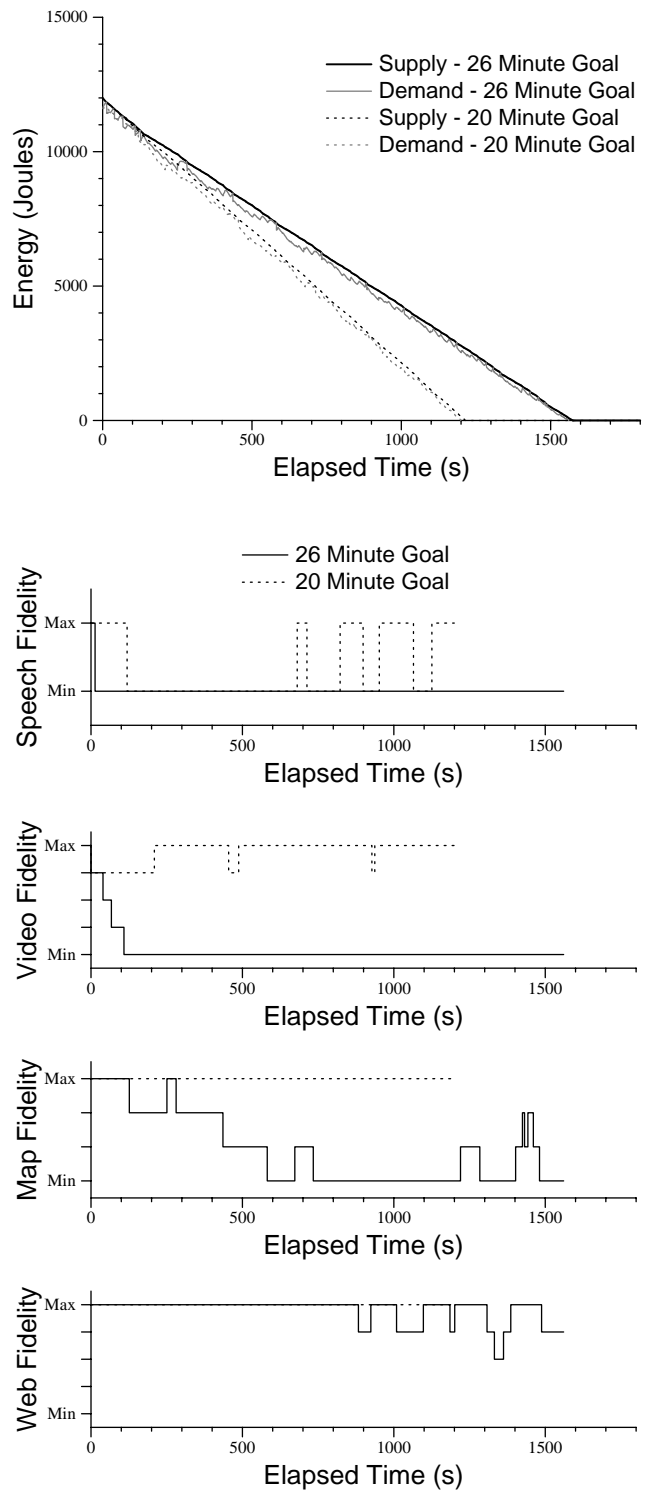 15000
10000
5000
0
Energy (Joules)
Supply - 26 Minute Goal
Demand - 26 Minute Goal
Supply - 20 Minute Goal
Demand - 20 Minute Goal
0 500 1000 1500
Elapsed Time (s)
26 Minute Goal
20 Minute Goal
Speech Fidelity
Max
Min
0 500 1000 1500
Elapsed Time (s)
Video Fidelity
Max
Min
0 500 1000 1500
Elapsed Time (s)
Map Fidelity
Max
Min
0 500 1000 1500
Elapsed Time (s)
Web Fidelity
Max
Min
0 500 1000 1500
Elapsed Time (s)